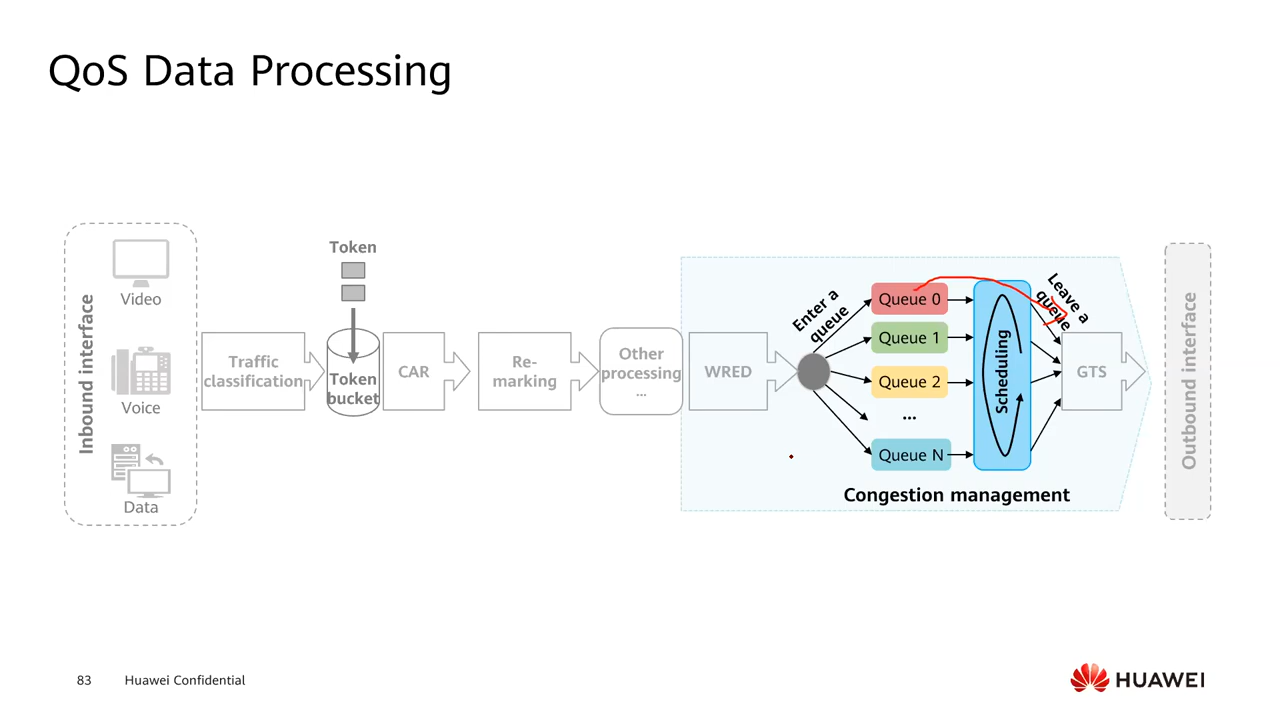 QoS Data Processing
Inbound interface
Video
Voice
Data
Traffic
classification
Token
Token
bucket
CAR
Re-
marking
Other
processing
...
WRED
Enter a
queue
Queue 0
Queue 1
Queue 2
...
Queue N
Scheduling
Leave a
queue
GTS
Congestion management
Outbound interface
83
Huawei Confidential
HUAWEI